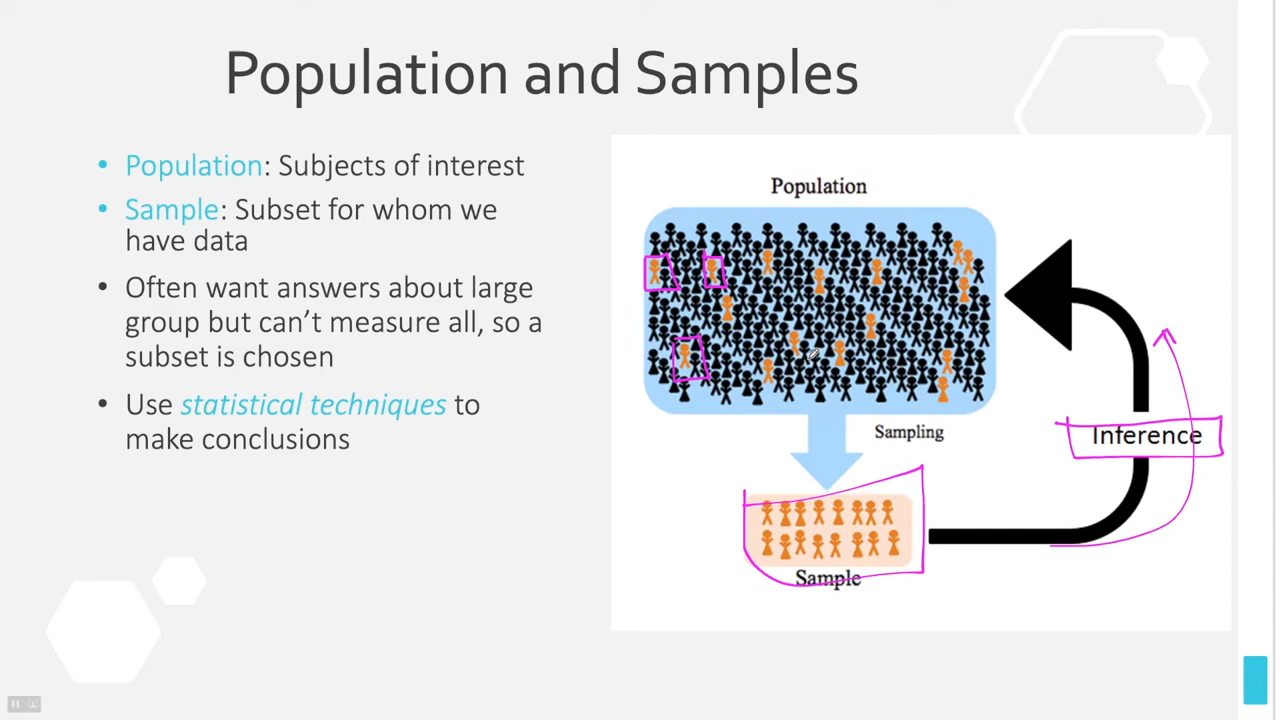 Population and Samples
• Population: Subjects of interest
• Sample: Subset for whom we
have data
• Often want answers about large
group but can't measure all, so a
subset is chosen
• Use statistical techniques to
make conclusions
Population
Sampling
Inference
Sample